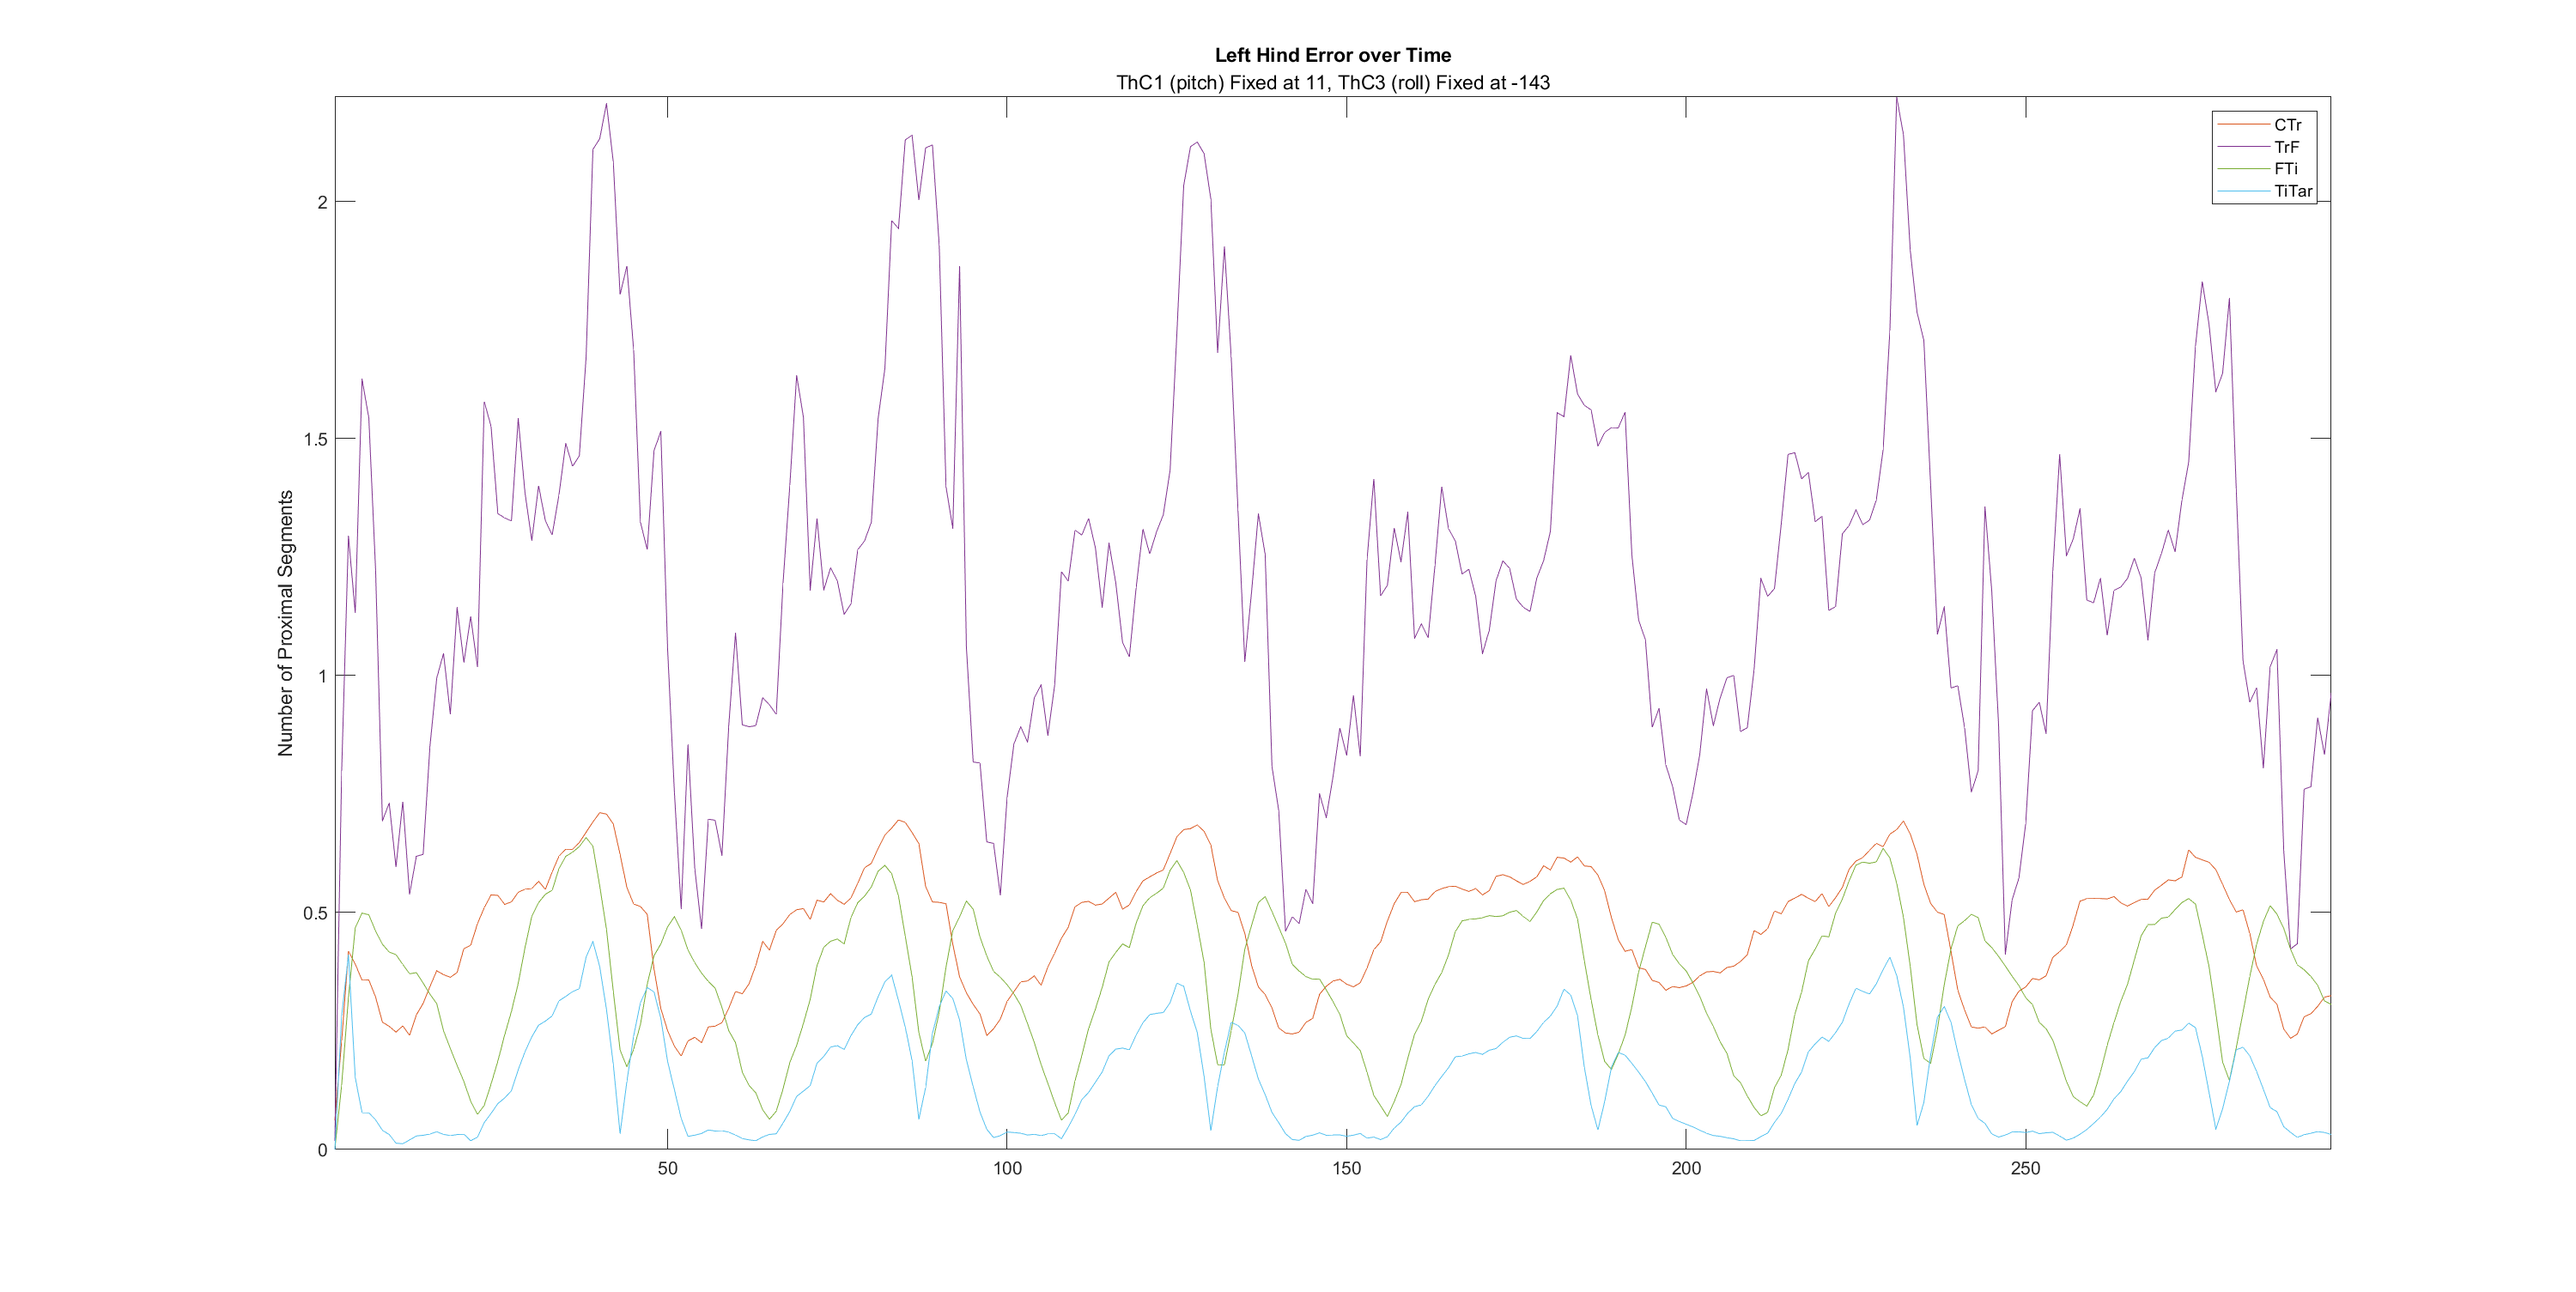 Left Hind Error over Time
ThC1 (pitch) Fixed at 11, ThC3 (roll) Fixed at -143
CTr
TrF
FTi
TiTar
Number of Proximal Segments
2
1.5
1
0.5
0
50
100
150
200
250